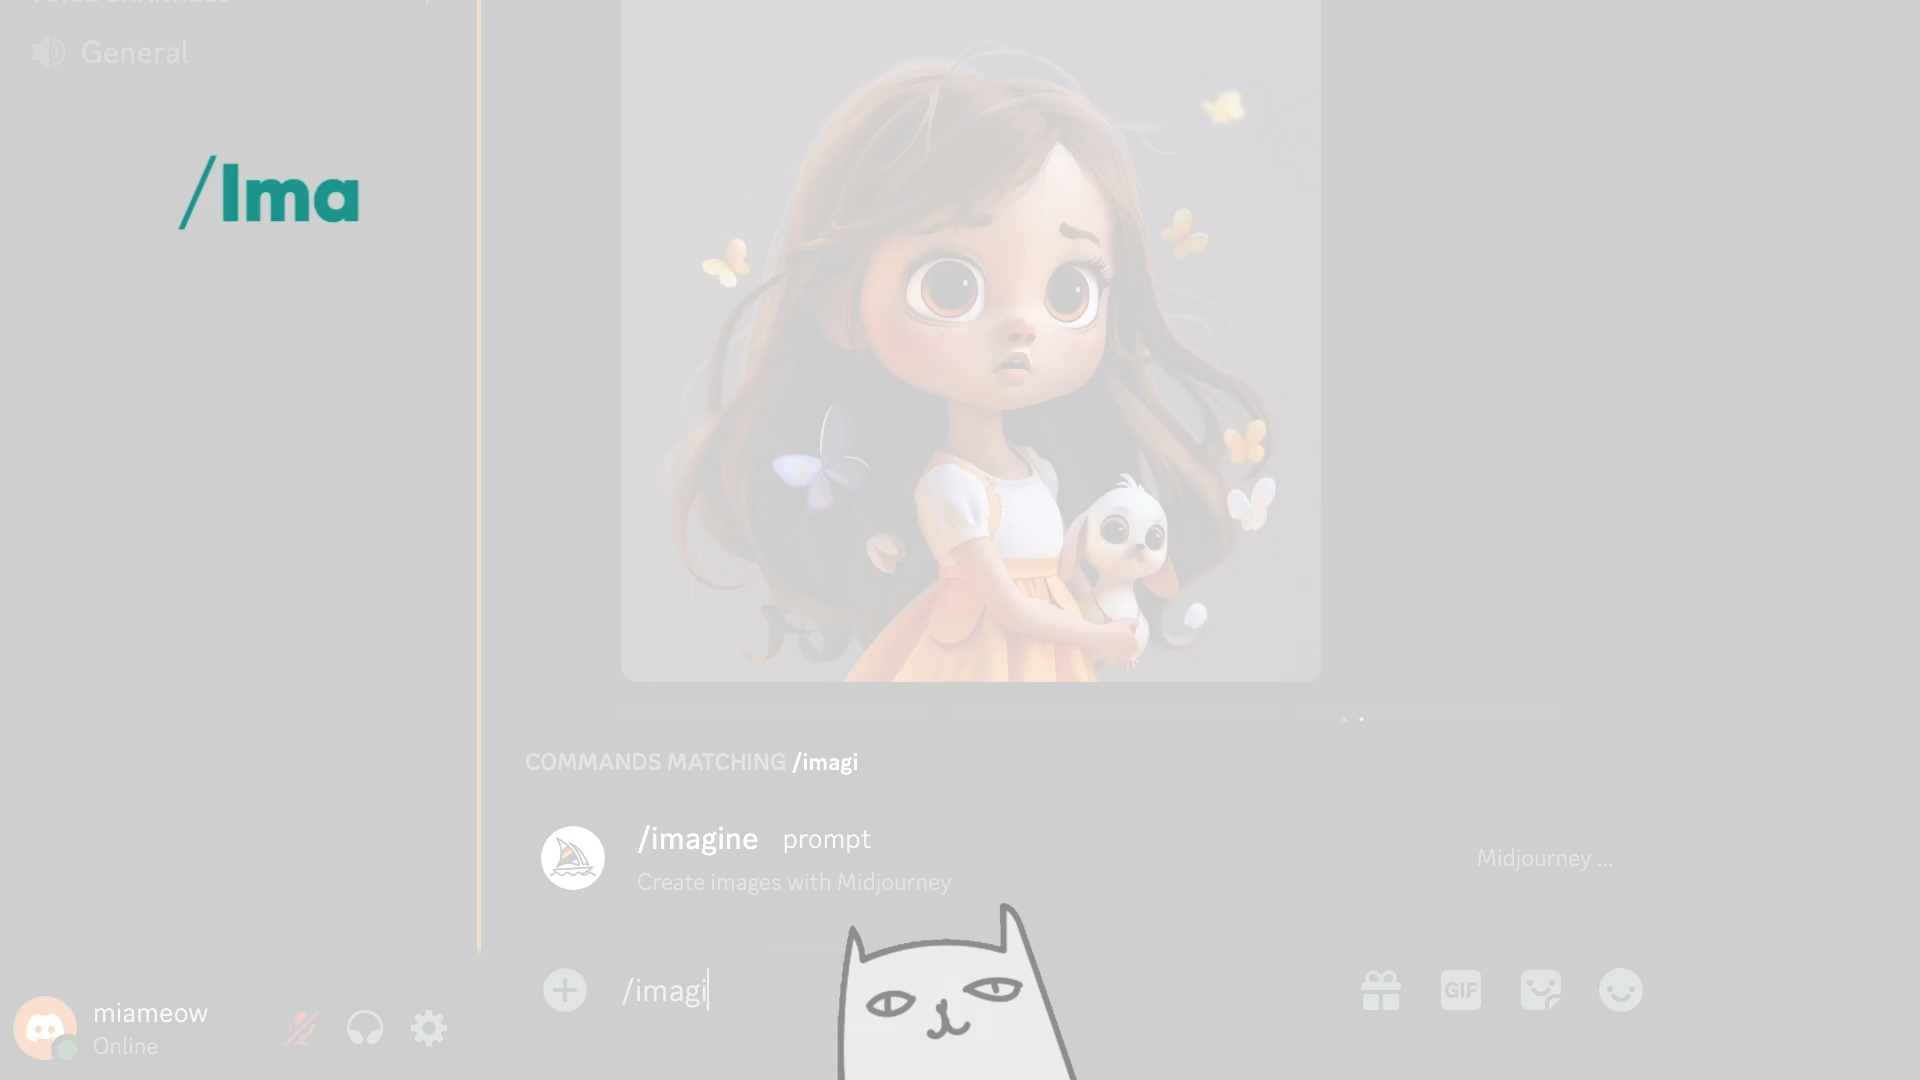 General
/Ima
COMMANDS MATCHING /imagi
/imagine prompt
Create images with Midjourney
Midjourney ...
/imagi
GIF
miameow
Online